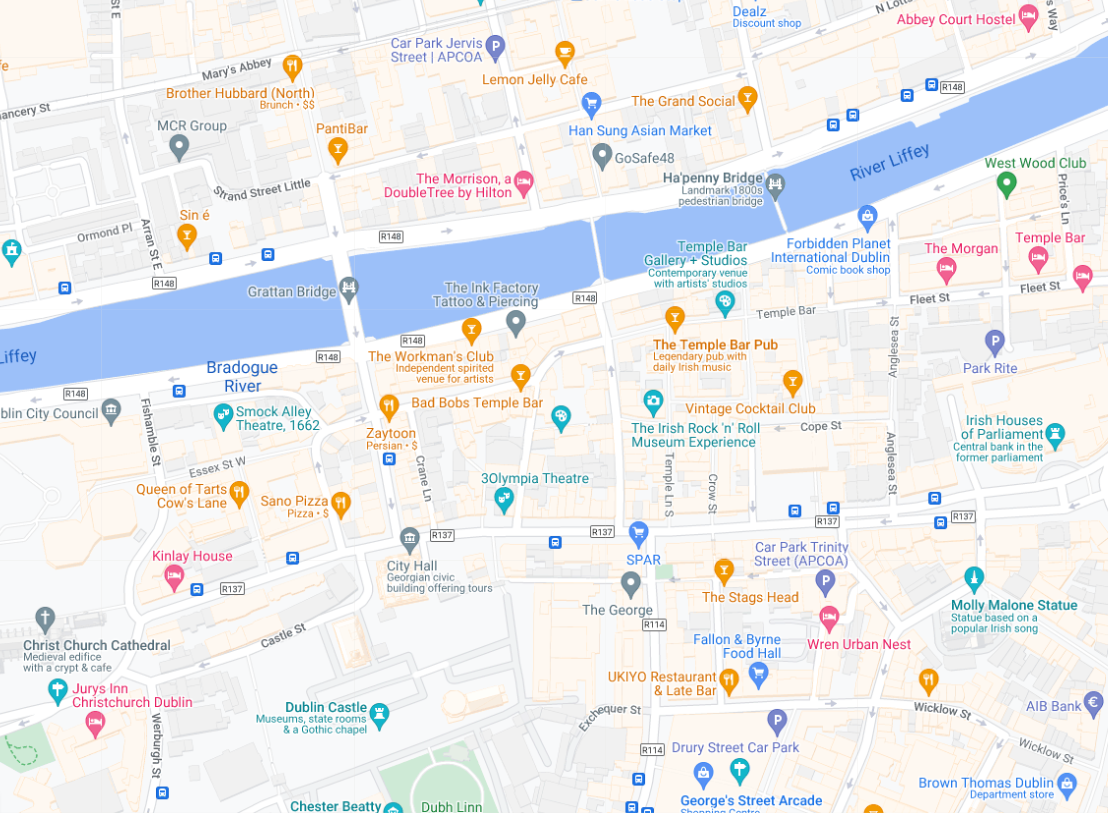 Dealz
Discount shop
N Lo
s Way
Abbey Court Hostel
St E
Car Park Jervis
Street | APCOA
Lemon Jelly Cafe
Mary's Abbey
Brother Hubbard (North)
Brunch • $$
hancery St
fe
R148
The Grand Social
MCR Group
PantiBar
Han Sung Asian Market
GoSafe48
River Liffey
West Wood Club
The Morrison, a
DoubleTree by Hilton
Ha'penny Bridge
Landmark 1800s
pedestrian bridge
Strand Street Little
Price's Ln
Sin é
Ormond Pl
Arran St E
R148
Forbidden Planet
International Dublin
Comic book shop
The Morgan
Temple Bar
Temple Bar
Gallery + Studios
Contemporary venue
with artists' studios
R148
Grattan Bridge
The Ink Factory
Tattoo & Piercing
R148
Fleet St
Fleet St
Temple Bar
Anglesea St
R148
R148
Liffey
The Workman's Club
Independent spirited
venue for artists
The Temple Bar Pub
Legendary pub with
daily Irish music
Park Rite
Bradogue
River
R148
Bad Bobs Temple Bar
Vintage Cocktail Club
blin City Council
Smock Alley
Theatre, 1662
Fishamble St
Zaytoon
Persian • $
The Irish Rock 'n' Roll
Museum Experience
Cope St
Irish Houses
of Parliament
Central bank in the
former parliament
Essex St W
Crane Ln
Temple Ln S
Crow St
Anglesea St
Queen of Tarts
Cow's Lane
Sano Pizza
Pizza • $
3Olympia Theatre
R137
R137
R137
R137
SPAR
Kinlay House
City Hall
Georgian civic
building offering tours
Car Park Trinity
Street (APCOA)
R137
The George
The Stags Head
Molly Malone Statue
Statue based on a
popular Irish song
R114
Christ Church Cathedral
Medieval edifice
with a crypt & cafe
Castle St
Wren Urban Nest
Fallon & Byrne
Food Hall
UKIYO Restaurant
& Late Bar
Jurys Inn
Christchurch Dublin
Dublin Castle
Museums, state rooms
& a Gothic chapel
Exchequer St
Wicklow St
AIB Bank
Werburgh St
R114
Drury Street Car Park
Wicklow St
Brown Thomas Dublin
Department store
George's Street Arcade
Chester Beatty
Dubh Linn